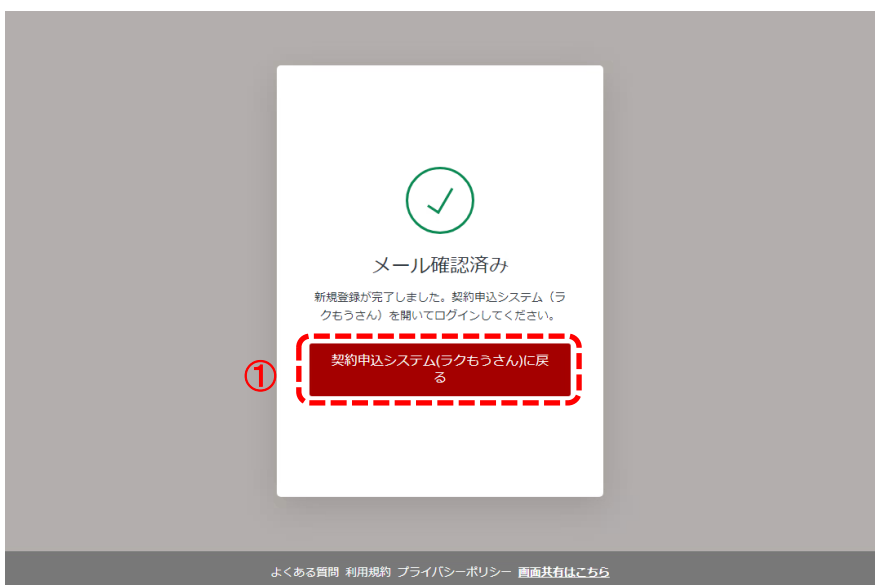 メール確認済み
新規登録が完了しました。契約申込システム（ラ
クもうさん）を開いてログインしてください。
①
契約申込システム(ラクもうさん)に戻
る
よくある質問 利用規約 プライバシーポリシー 画面共有はこちら